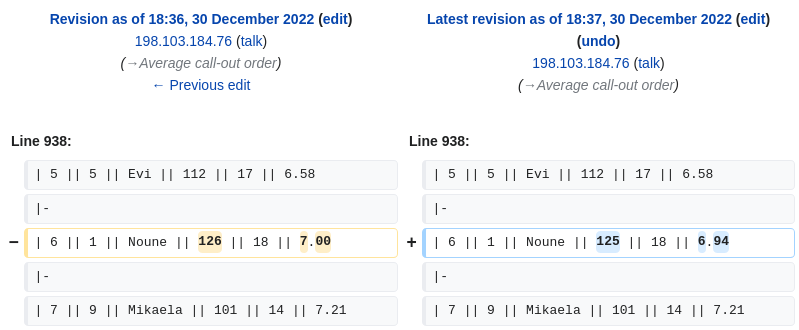 Revision as of 18:36, 30 December 2022 (edit)
198.103.184.76 (talk)
(→Average call-out order)
← Previous edit
Latest revision as of 18:37, 30 December 2022 (edit)
(undo)
198.103.184.76 (talk)
(→Average call-out order)
Line 938:
Line 938:
| 5 || 5 || Evi || 112 || 17 || 6.58
| 5 || 5 || Evi || 112 || 17 || 6.58
|-
|-
− | 6 || 1 || Noune || 126 || 18 || 7.00
+ | 6 || 1 || Noune || 125 || 18 || 6.94
|-
|-
| 7 || 9 || Mikaela || 101 || 14 || 7.21
| 7 || 9 || Mikaela || 101 || 14 || 7.21